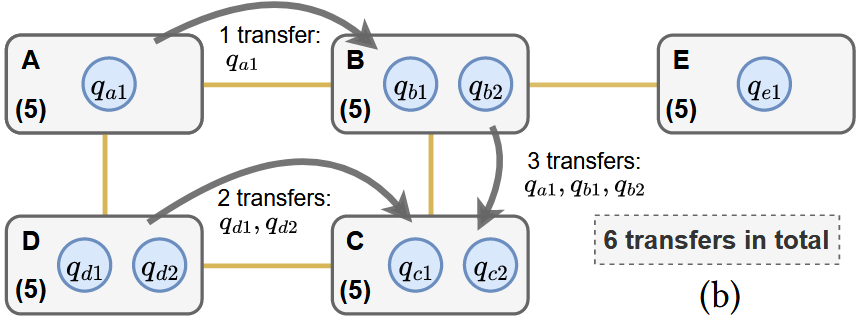 1 transfer:
q_{a1}
A
q_{a1}
(5)
B
q_{b1} q_{b2}
(5)
E
q_{e1}
(5)
3 transfers:
q_{a1}, q_{b1}, q_{b2}
2 transfers:
q_{d1}, q_{d2}
D
q_{d1} q_{d2}
(5)
C
q_{c1} q_{c2}
(5)
6 transfers in total
(b)